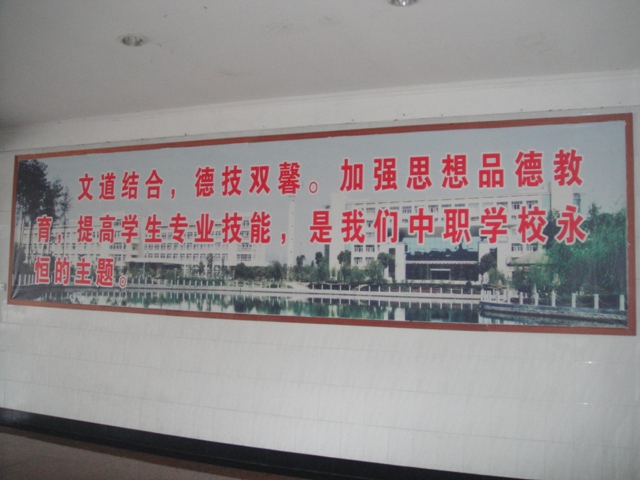 文道结合，德技双馨。加强思想品德教
育，提高学生专业技能，是我们中职学校永
恒的主题。